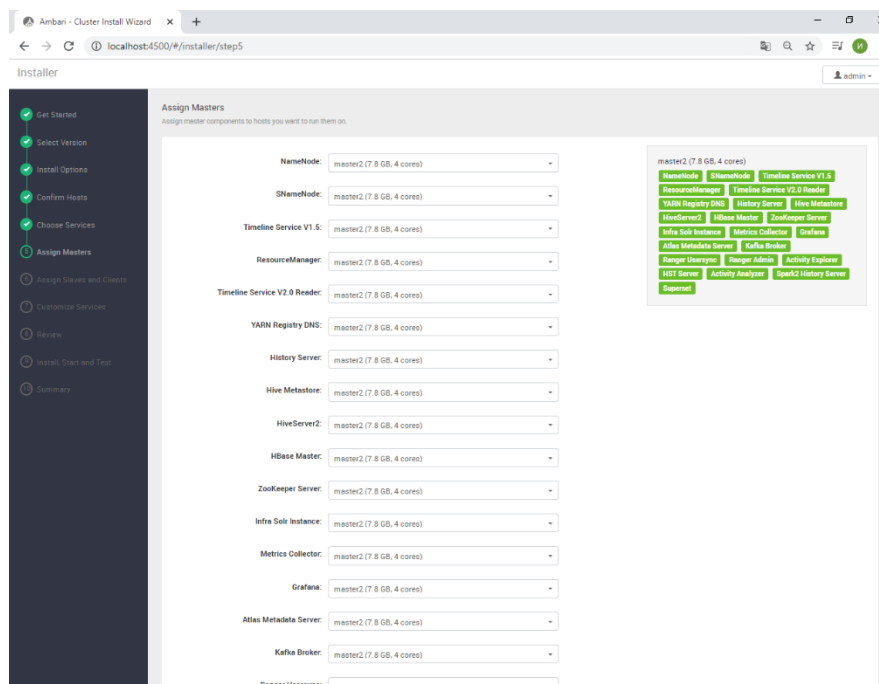 Ambari - Cluster Install Wizard
localhost:4500/#/installer/step5
И
Installer
admin
Get Started
Select Version
Install Options
Confirm Hosts
Choose Services
5 Assign Masters
6 Assign Slaves and Clients
7 Customize Services
8 Review
9 Install, Start and Test
10 Summary
Assign Masters
Assign master components to hosts you want to run them on.
NameNode: master2 (7.8 GB, 4 cores)
SNameNode: master2 (7.8 GB, 4 cores)
Timeline Service V1.5: master2 (7.8 GB, 4 cores)
ResourceManager: master2 (7.8 GB, 4 cores)
Timeline Service V2.0 Reader: master2 (7.8 GB, 4 cores)
YARN Registry DNS: master2 (7.8 GB, 4 cores)
History Server: master2 (7.8 GB, 4 cores)
Hive Metastore: master2 (7.8 GB, 4 cores)
HiveServer2: master2 (7.8 GB, 4 cores)
HBase Master: master2 (7.8 GB, 4 cores)
ZooKeeper Server: master2 (7.8 GB, 4 cores)
Infra Solr Instance: master2 (7.8 GB, 4 cores)
Metrics Collector: master2 (7.8 GB, 4 cores)
Grafana: master2 (7.8 GB, 4 cores)
Atlas Metadata Server: master2 (7.8 GB, 4 cores)
Kafka Broker: master2 (7.8 GB, 4 cores)
master2 (7.8 GB, 4 cores)
NameNode SNameNode Timeline Service V1.5
ResourceManager Timeline Service V2.0 Reader
YARN Registry DNS History Server Hive Metastore
HiveServer2 HBase Master ZooKeeper Server
Infra Solr Instance Metrics Collector Grafana
Atlas Metadata Server Kafka Broker
Ranger Usersync Ranger Admin Activity Explorer
HST Server Activity Analyzer Spark2 History Server
Superset